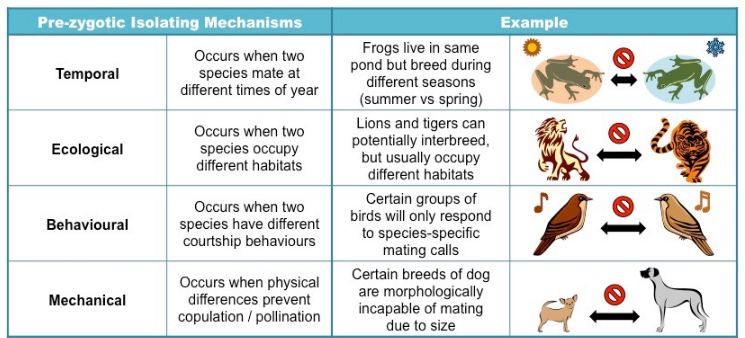 Pre-zygotic Isolating Mechanisms
Example
Temporal
Occurs when two
species mate at
different times of year
Frogs live in same
pond but breed during
different seasons
(summer vs spring)
Ecological
Occurs when two
species occupy
different habitats
Lions and tigers can
potentially interbreed,
but usually occupy
different habitats
Behavioural
Occurs when two
species have different
courtship behaviours
Certain groups of
birds will only respond
to species-specific
mating calls
Mechanical
Occurs when physical
differences prevent
copulation / pollination
Certain breeds of dog
are morphologically
incapable of mating
due to size